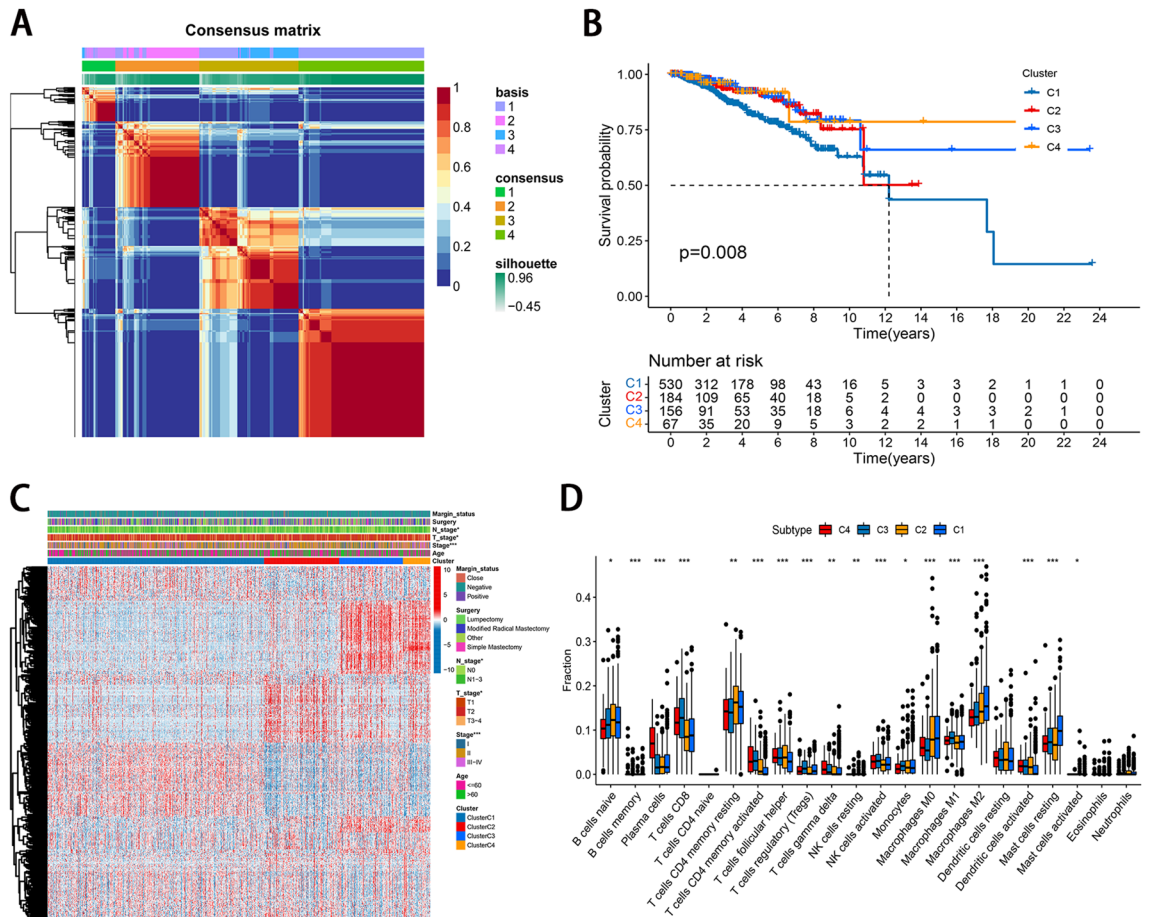 A
Consensus matrix
1
0.8
0.6
0.4
0.2
0
basis
1
2
3
4
consensus
1
2
3
4
silhouette
0.96
−0.45
B
Survival probability
1.00
0.75
0.50
0.25
0.00
p=0.008
Cluster
C1
C2
C3
C4
0 2 4 6 8 10 12 14 16 18 20 22 24
Time(years)
Number at risk
Cluster
C1 530 312 178 98 43 16 5 3 3 2 1 1 0
C2 184 109 65 40 18 5 2 0 0 0 0 0 0
C3 156 91 53 35 18 6 4 4 3 3 2 1 0
C4 67 35 20 9 5 3 2 2 1 1 0 0 0
0 2 4 6 8 10 12 14 16 18 20 22 24
Time(years)
C
Margin_status
Surgery
N_stage*
T_stage*
Stage***
Age
Cluster
10
5
0
−5
−10
Margin_status
Close
Negative
Positive
Surgery
Lumpectomy
Modified Radical Mastectomy
Other
Simple Mastectomy
N_stage*
N0
N1−3
T_stage*
T1
T2
T3−4
Stage***
I
II
III−IV
Age
<=60
>60
Cluster
ClusterC1
ClusterC2
ClusterC3
ClusterC4
D
Subtype C4 C3 C2 C1
* *** *** *** ** *** *** *** ** ** *** * *** *** *** *** *** *
Fraction
0.4
0.3
0.2
0.1
0.0
B cells naive
B cells memory
Plasma cells
T cells CD8
T cells CD4 naive
T cells CD4 memory resting
T cells CD4 memory activated
T cells follicular helper
T cells regulatory (Tregs)
T cells gamma delta
NK cells resting
NK cells activated
Monocytes
Macrophages M0
Macrophages M1
Macrophages M2
Dendritic cells resting
Dendritic cells activated
Mast cells resting
Mast cells activated
Eosinophils
Neutrophils